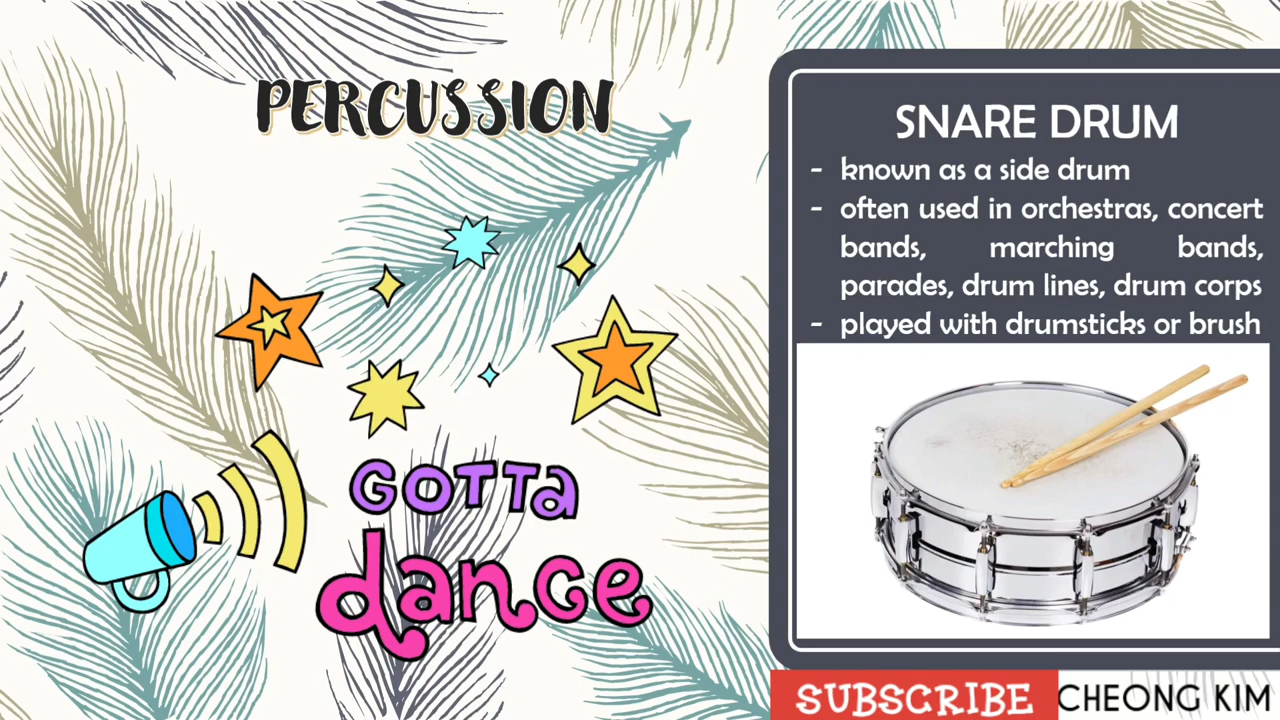 PERCUSSION
GOTTA
dance
SNARE DRUM
- known as a side drum
- often used in orchestras, concert
bands, marching bands,
parades, drum lines, drum corps
- played with drumsticks or brush
SUBSCRIBE CHEONG KIM